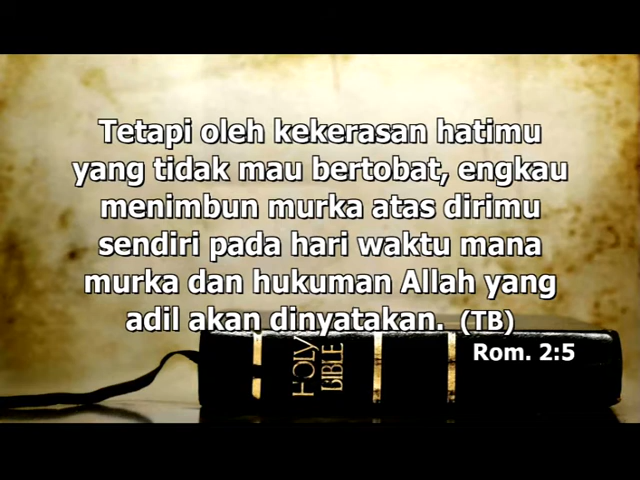 Tetapi oleh kekerasan hatimu
yang tidak mau bertobat, engkau
menimbun murka atas dirimu
sendiri pada hari waktu mana
murka dan hukuman Allah yang
adil akan dinyatakan. (TB)
Rom. 2:5
HOLY
BIBLE